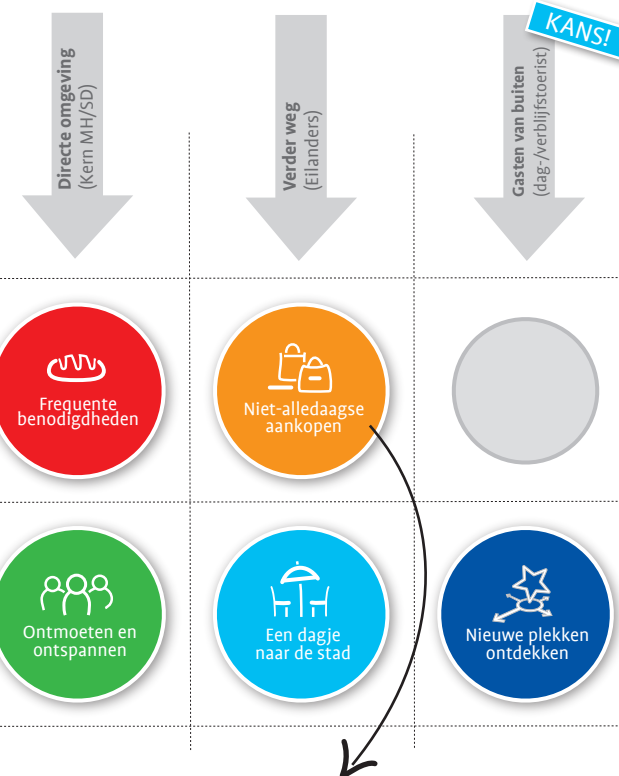 KANS!
Directe omgeving
(Kern MH/SD)
Verder weg
(Eilanders)
Gasten van buiten
(dag-/verblijfstoerist)
Frequente
benodigdheden
Niet-alledaagse
aankopen
Ontmoeten en
ontspannen
Een dagje
naar de stad
Nieuwe plekken
ontdekken